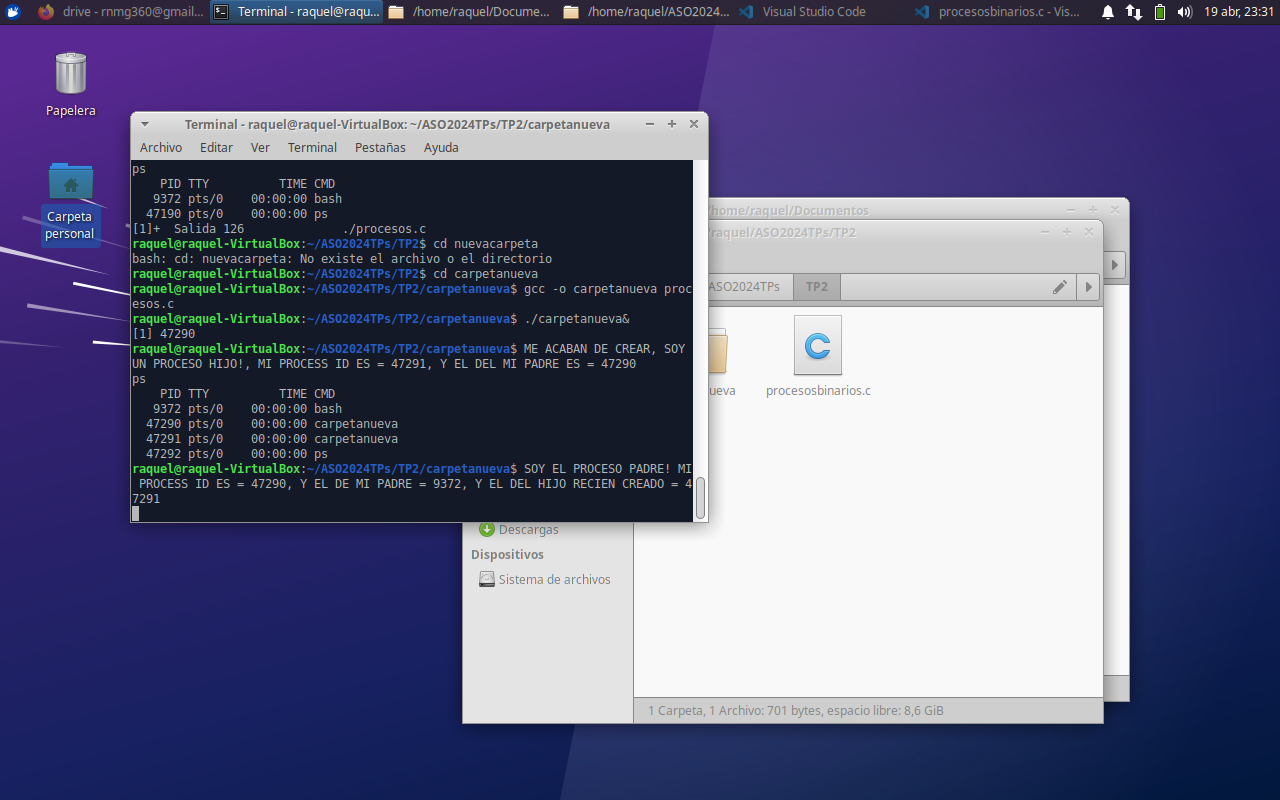 drive - rnmg360@gmail...
Terminal - raquel@raqu...
/home/raquel/Docume...
/home/raquel/ASO2024...
Visual Studio Code
procesosbinarios.c - Vis...
19 abr, 23:31
Papelera
Carpeta
personal
Terminal - raquel@raquel-VirtualBox: ~/ASO2024TPs/TP2/carpetanueva
Archivo Editar Ver Terminal Pestañas Ayuda
ps
PID TTY TIME CMD
9372 pts/0 00:00:00 bash
47190 pts/0 00:00:00 ps
[1]+ Salida 126 ./procesos.c
raquel@raquel-VirtualBox:~/ASO2024TPs/TP2$ cd nuevacarpeta
bash: cd: nuevacarpeta: No existe el archivo o el directorio
raquel@raquel-VirtualBox:~/ASO2024TPs/TP2$ cd carpetanueva
raquel@raquel-VirtualBox:~/ASO2024TPs/TP2/carpetanueva$ gcc -o carpetanueva proc
esos.c
raquel@raquel-VirtualBox:~/ASO2024TPs/TP2/carpetanueva$ ./carpetanueva&
[1] 47290
raquel@raquel-VirtualBox:~/ASO2024TPs/TP2/carpetanueva$ ME ACABAN DE CREAR, SOY
UN PROCESO HIJO!, MI PROCESS ID ES = 47291, Y EL DEL MI PADRE ES = 47290
ps
PID TTY TIME CMD
9372 pts/0 00:00:00 bash
47290 pts/0 00:00:00 carpetanueva
47291 pts/0 00:00:00 carpetanueva
47292 pts/0 00:00:00 ps
raquel@raquel-VirtualBox:~/ASO2024TPs/TP2/carpetanueva$ SOY EL PROCESO PADRE! MI
PROCESS ID ES = 47290, Y EL DE MI PADRE = 9372, Y EL DEL HIJO RECIEN CREADO = 4
7291
/home/raquel/Documentos
raquel/ASO2024TPs/TP2
ASO2024TPs
TP2
ueva
procesosbinarios.c
Descargas
Dispositivos
Sistema de archivos
1 Carpeta, 1 Archivo: 701 bytes, espacio libre: 8,6 GiB